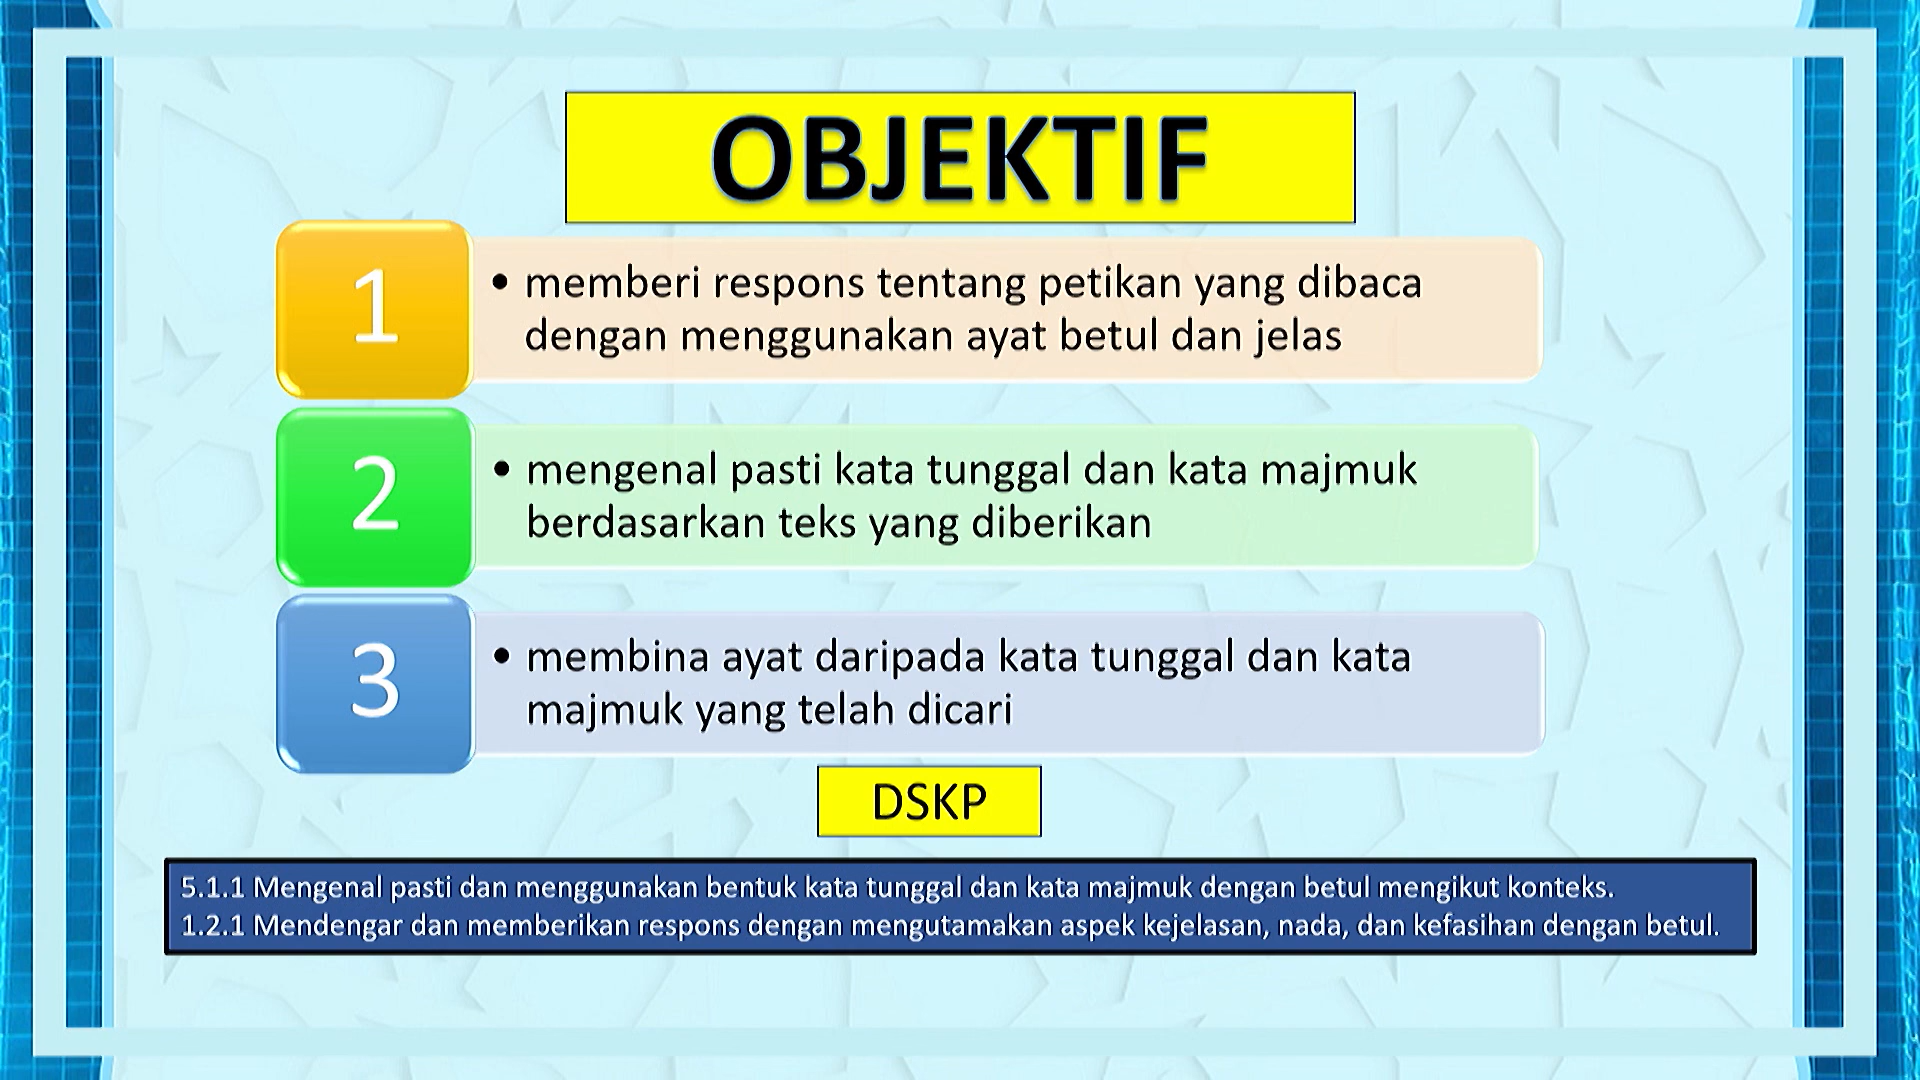 OBJEKTIF
1
• memberi respons tentang petikan yang dibaca
dengan menggunakan ayat betul dan jelas
2
• mengenal pasti kata tunggal dan kata majmuk
berdasarkan teks yang diberikan
3
• membina ayat daripada kata tunggal dan kata
majmuk yang telah dicari
DSKP
5.1.1 Mengenal pasti dan menggunakan bentuk kata tunggal dan kata majmuk dengan betul mengikut konteks.
1.2.1 Mendengar dan memberikan respons dengan mengutamakan aspek kejelasan, nada, dan kefasihan dengan betul.